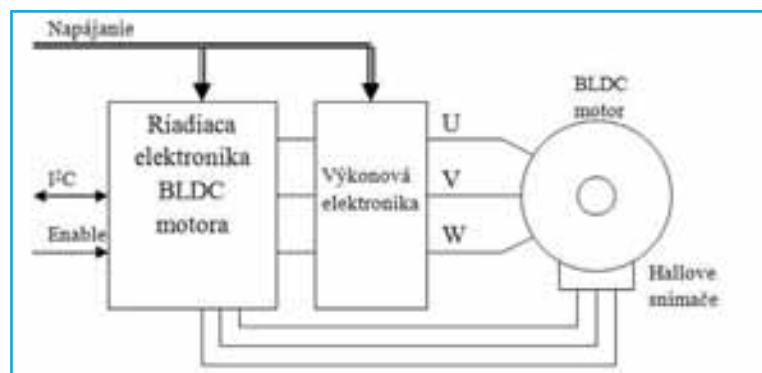 Napájanie
Riadiaca
elektronika
BLDC
motora
I²C
Enable
Výkonová
elektronika
U
V
W
BLDC
motor
Hallove
snímače